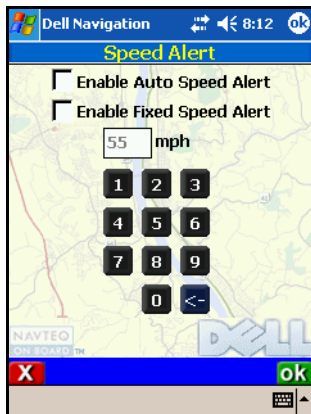 Dell Navigation 8:12 ok
Speed Alert
Enable Auto Speed Alert
Enable Fixed Speed Alert
55 mph
1 2 3
4 5 6
7 8 9
0 <-
NAVTEQ
ON BOARD TM
DELL
X ok